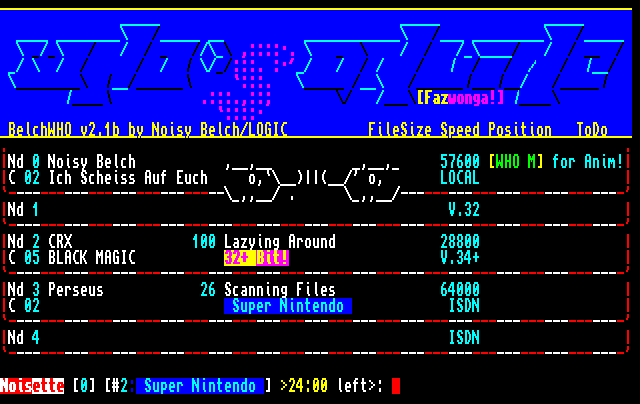 who's online
[Fazwonga!]
BelchWHO v2.1b by Noisy Belch/LOGIC FileSize Speed Position ToDo
Nd 0 Noisy Belch 57600 [WHO M] for Anim!
C 02 Ich Scheiss Auf Euch LOCAL
Nd 1 V.32
Nd 2 CRX 100 Lazying Around 28800
C 05 BLACK MAGIC 32+ Bit! V.34+
Nd 3 Perseus 26 Scanning Files 64000
C 02 Super Nintendo ISDN
Nd 4 ISDN
Noisette [0] [#2: Super Nintendo ] >24:00 left>: